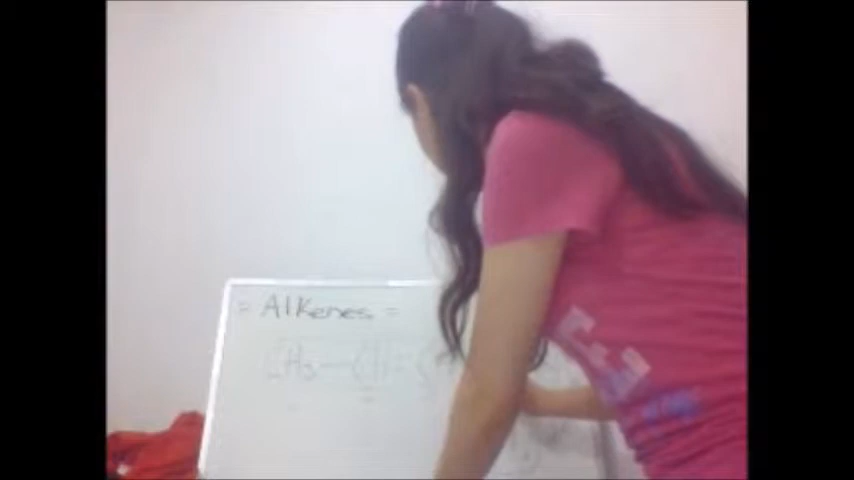 = Alkenes =
CH3—CH=C